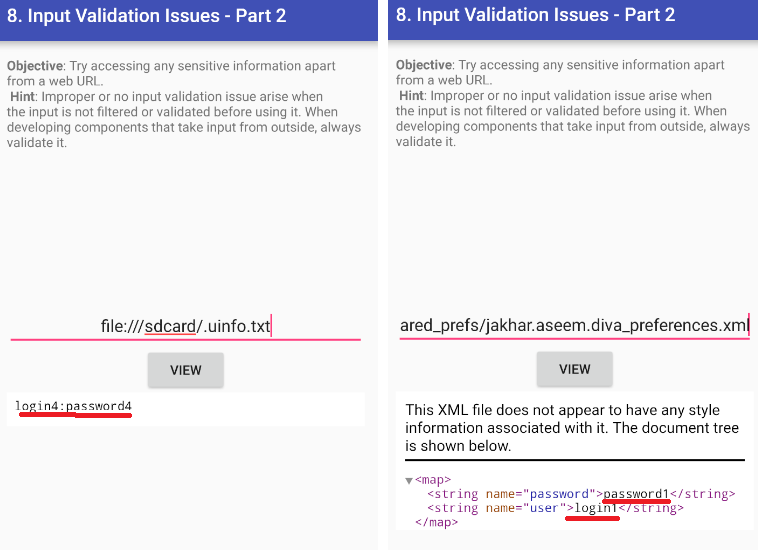 8. Input Validation Issues - Part 2
Objective: Try accessing any sensitive information apart
from a web URL.
Hint: Improper or no input validation issue arise when
the input is not filtered or validated before using it. When
developing components that take input from outside, always
validate it.
file:///sdcard/.uinfo.txt
VIEW
login4:password4
8. Input Validation Issues - Part 2
Objective: Try accessing any sensitive information apart
from a web URL.
Hint: Improper or no input validation issue arise when
the input is not filtered or validated before using it. When
developing components that take input from outside, always
validate it.
ared_prefs/jakhar.aseem.diva_preferences.xml
VIEW
This XML file does not appear to have any style
information associated with it. The document tree
is shown below.
▼<map>
<string name="password">password1</string>
<string name="user">login1</string>
</map>